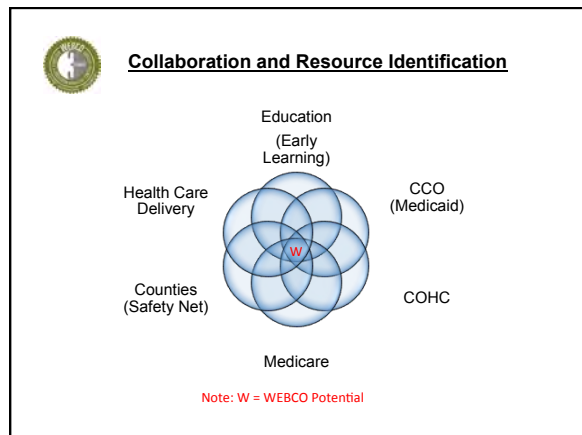 WEBCO
Collaboration and Resource Identification
Education
(Early
Learning)
Health Care
Delivery
CCO
(Medicaid)
W
Counties
(Safety Net)
COHC
Medicare
Note: W = WEBCO Potential